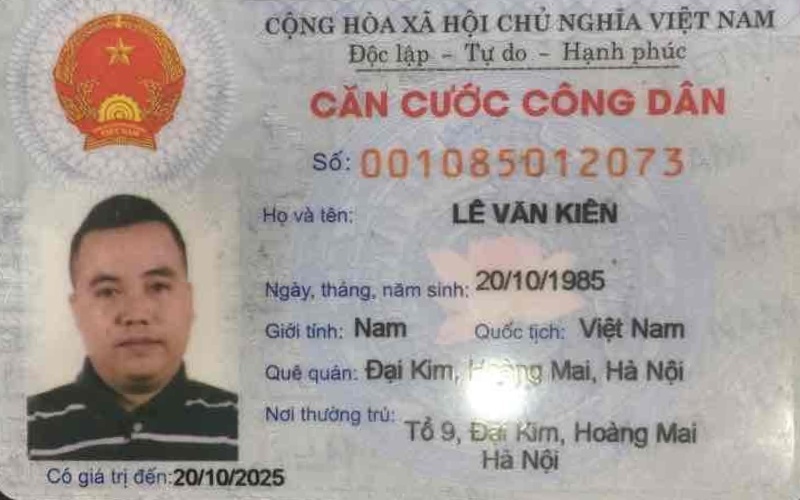 CỘNG HÒA XÃ HỘI CHỦ NGHĨA VIỆT NAM
Độc lập – Tự do – Hạnh phúc
CĂN CƯỚC CÔNG DÂN
Số: 001085012073
Họ và tên: LÊ VĂN KIÊN
Ngày, tháng, năm sinh: 20/10/1985
Giới tính: Nam Quốc tịch: Việt Nam
Quê quán: Đại Kim, Hoàng Mai, Hà Nội
Nơi thường trú: Tổ 9, Đại Kim, Hoàng Mai
Hà Nội
Có giá trị đến: 20/10/2025
VIỆT NAM